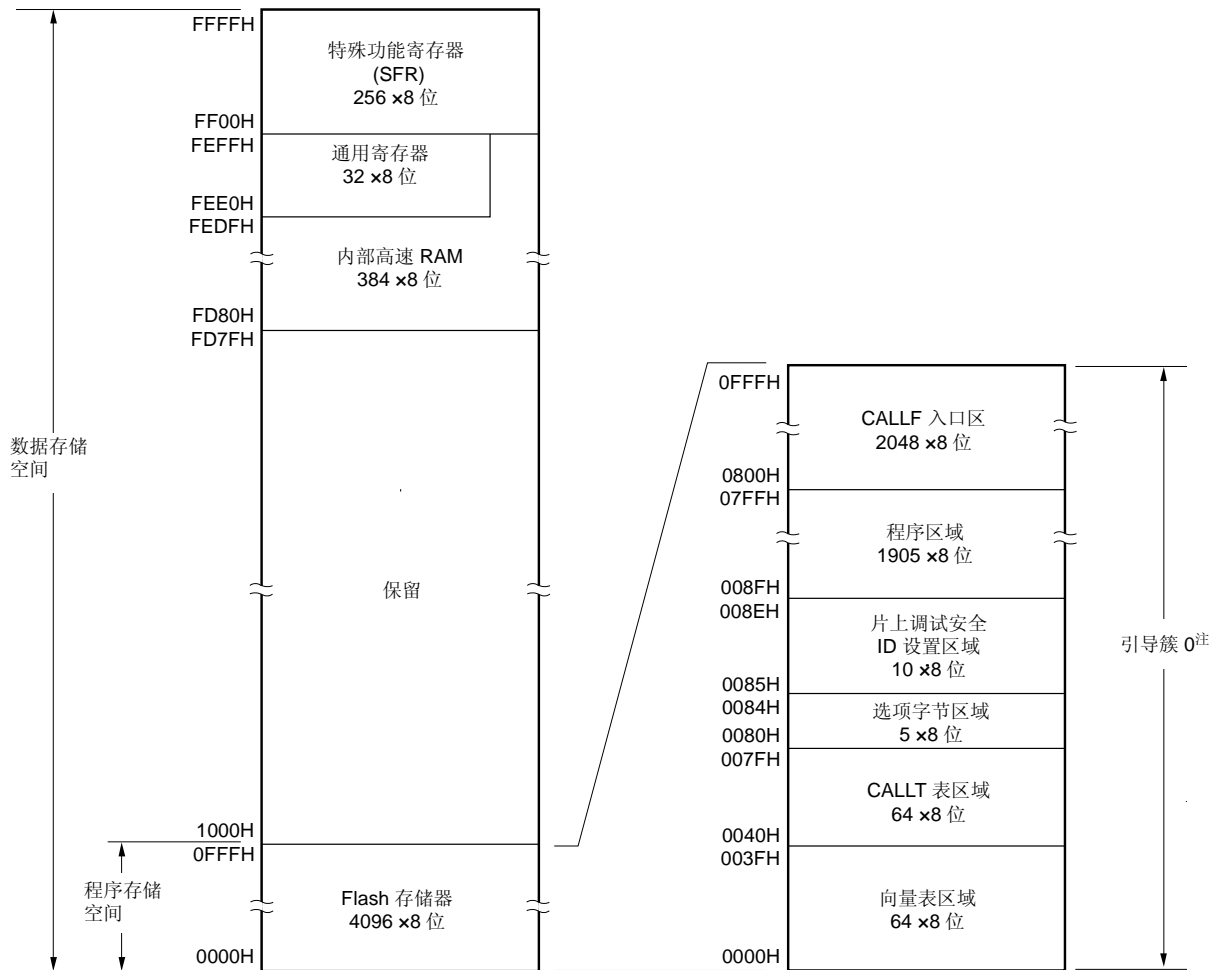 FFFFH
特殊功能寄存器
(SFR)
256 ×8 位
FF00H
FEFFH
通用寄存器
32 ×8 位
FEE0H
FEDFH
内部高速 RAM
384 ×8 位
FD80H
FD7FH
数据存储
空间
保留
1000H
0FFFH
程序存储
空间
Flash 存储器
4096 ×8 位
0000H
0FFFH
CALLF 入口区
2048 ×8 位
0800H
07FFH
程序区域
1905 ×8 位
008FH
008EH
片上调试安全
ID 设置区域
10 ×8 位
0085H
0084H
选项字节区域
5 ×8 位
0080H
007FH
CALLT 表区域
64 ×8 位
0040H
003FH
向量表区域
64 ×8 位
0000H
引导簇 0注